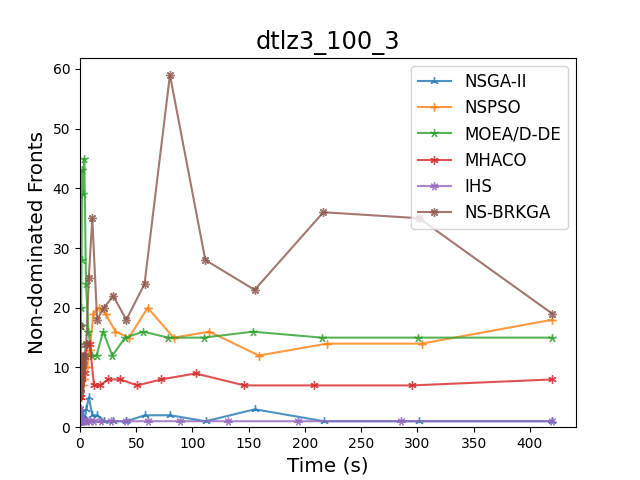 dtlz3_100_3
Non-dominated Fronts
60
50
40
30
20
10
0
0 50 100 150 200 250 300 350 400
Time (s)
NSGA-II
NSPSO
MOEA/D-DE
MHACO
IHS
NS-BRKGA